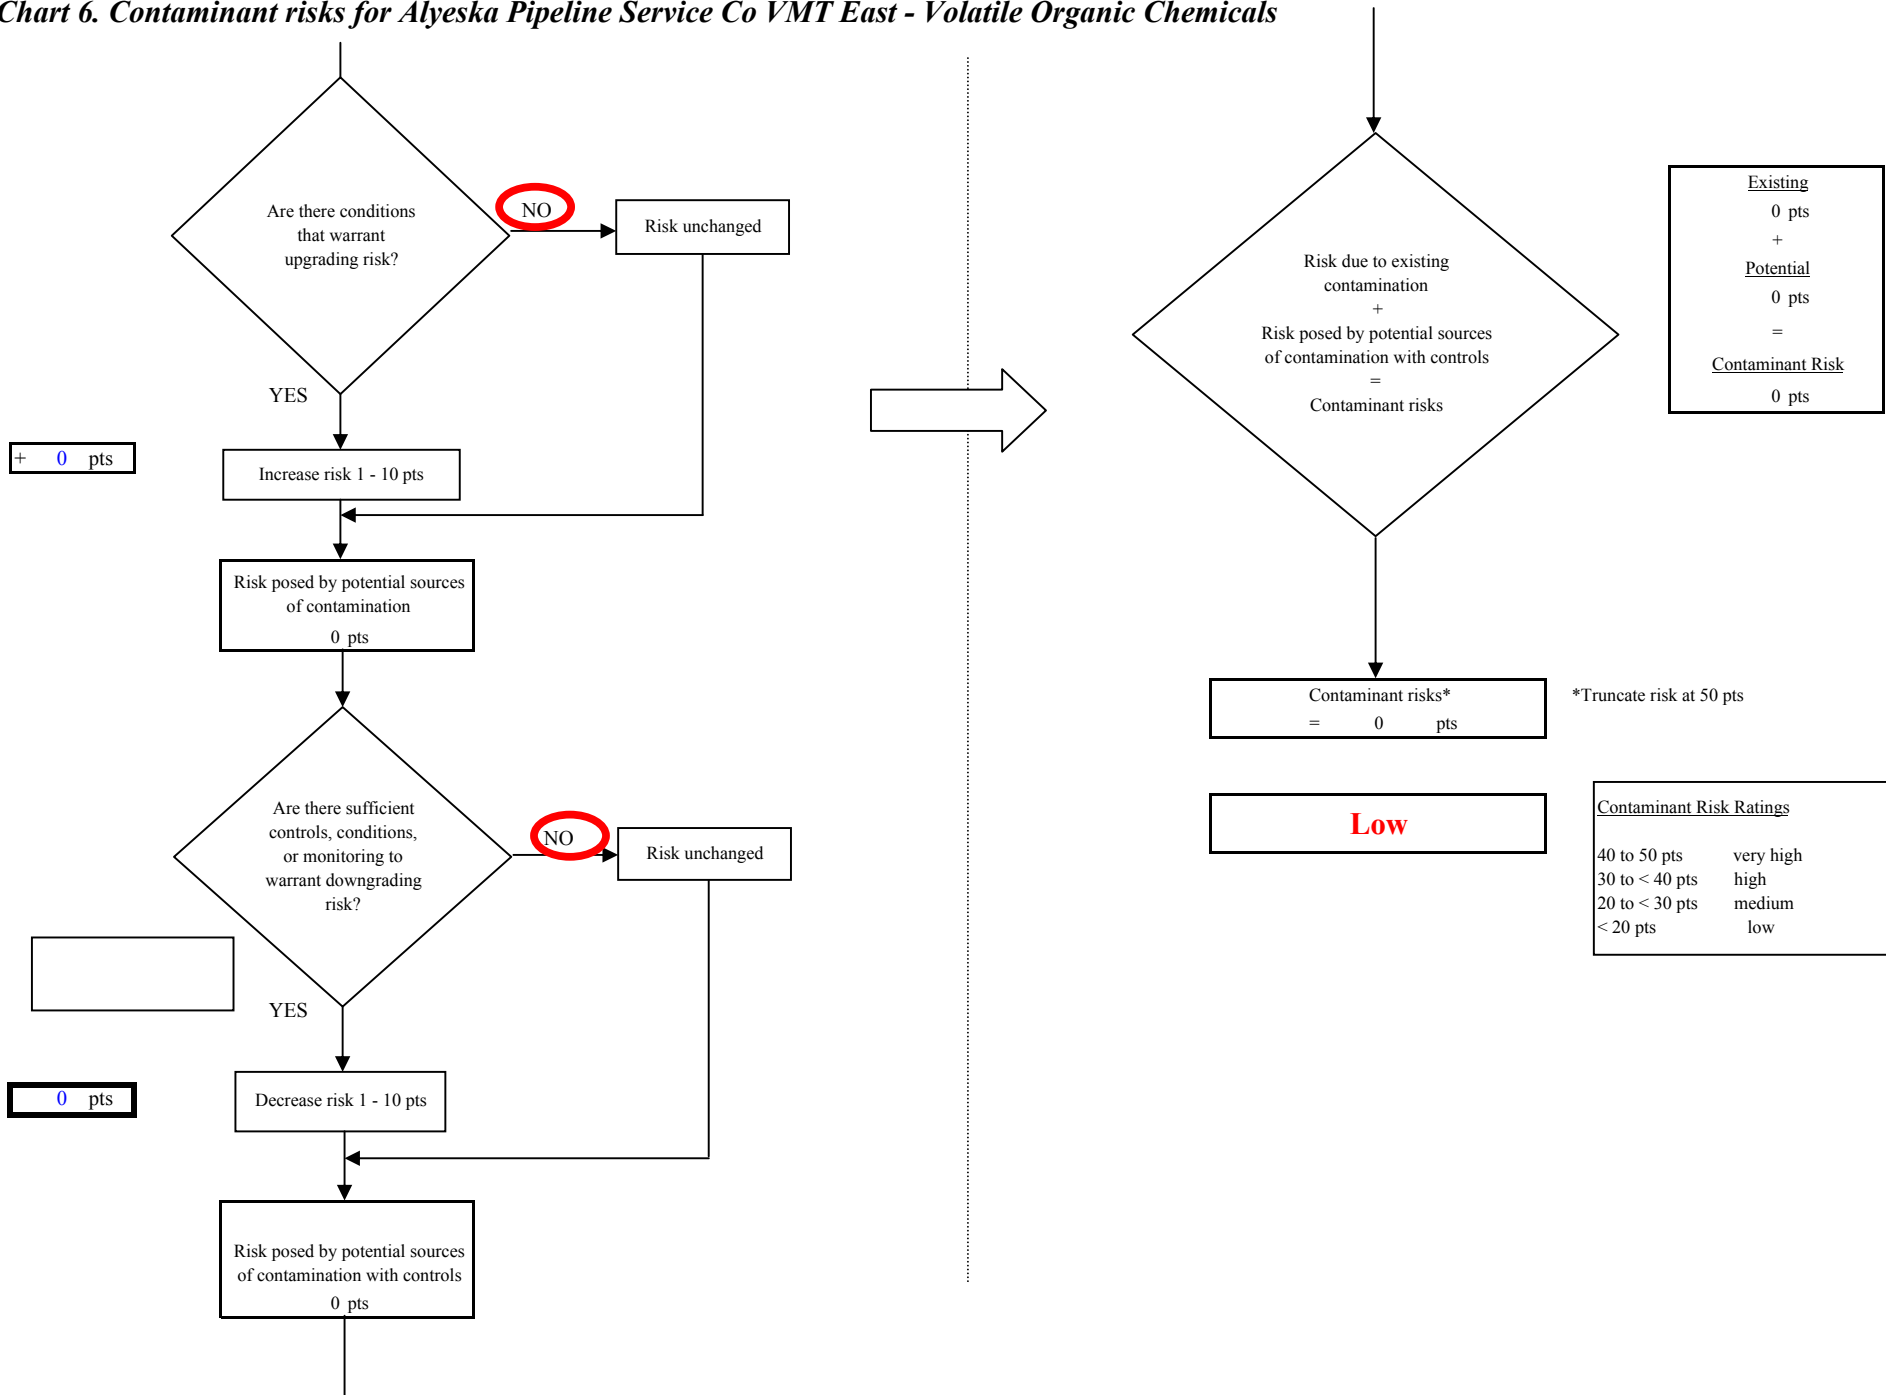 Chart 6. Contaminant risks for Alyeska Pipeline Service Co VMT East - Volatile Organic Chemicals
Are there conditions
that warrant
upgrading risk?
NO
Risk unchanged
YES
+ 0 pts
Increase risk 1 - 10 pts
Risk posed by potential sources
of contamination
0 pts
Are there sufficient
controls, conditions,
or monitoring to
warrant downgrading
risk?
NO
Risk unchanged
YES
0 pts
Decrease risk 1 - 10 pts
Risk posed by potential sources
of contamination with controls
0 pts
Risk due to existing
contamination
+
Risk posed by potential sources
of contamination with controls
=
Contaminant risks
Existing
0 pts
+
Potential
0 pts
=
Contaminant Risk
0 pts
Contaminant risks*
= 0 pts
*Truncate risk at 50 pts
Low
Contaminant Risk Ratings
40 to 50 pts very high
30 to < 40 pts high
20 to < 30 pts medium
< 20 pts low